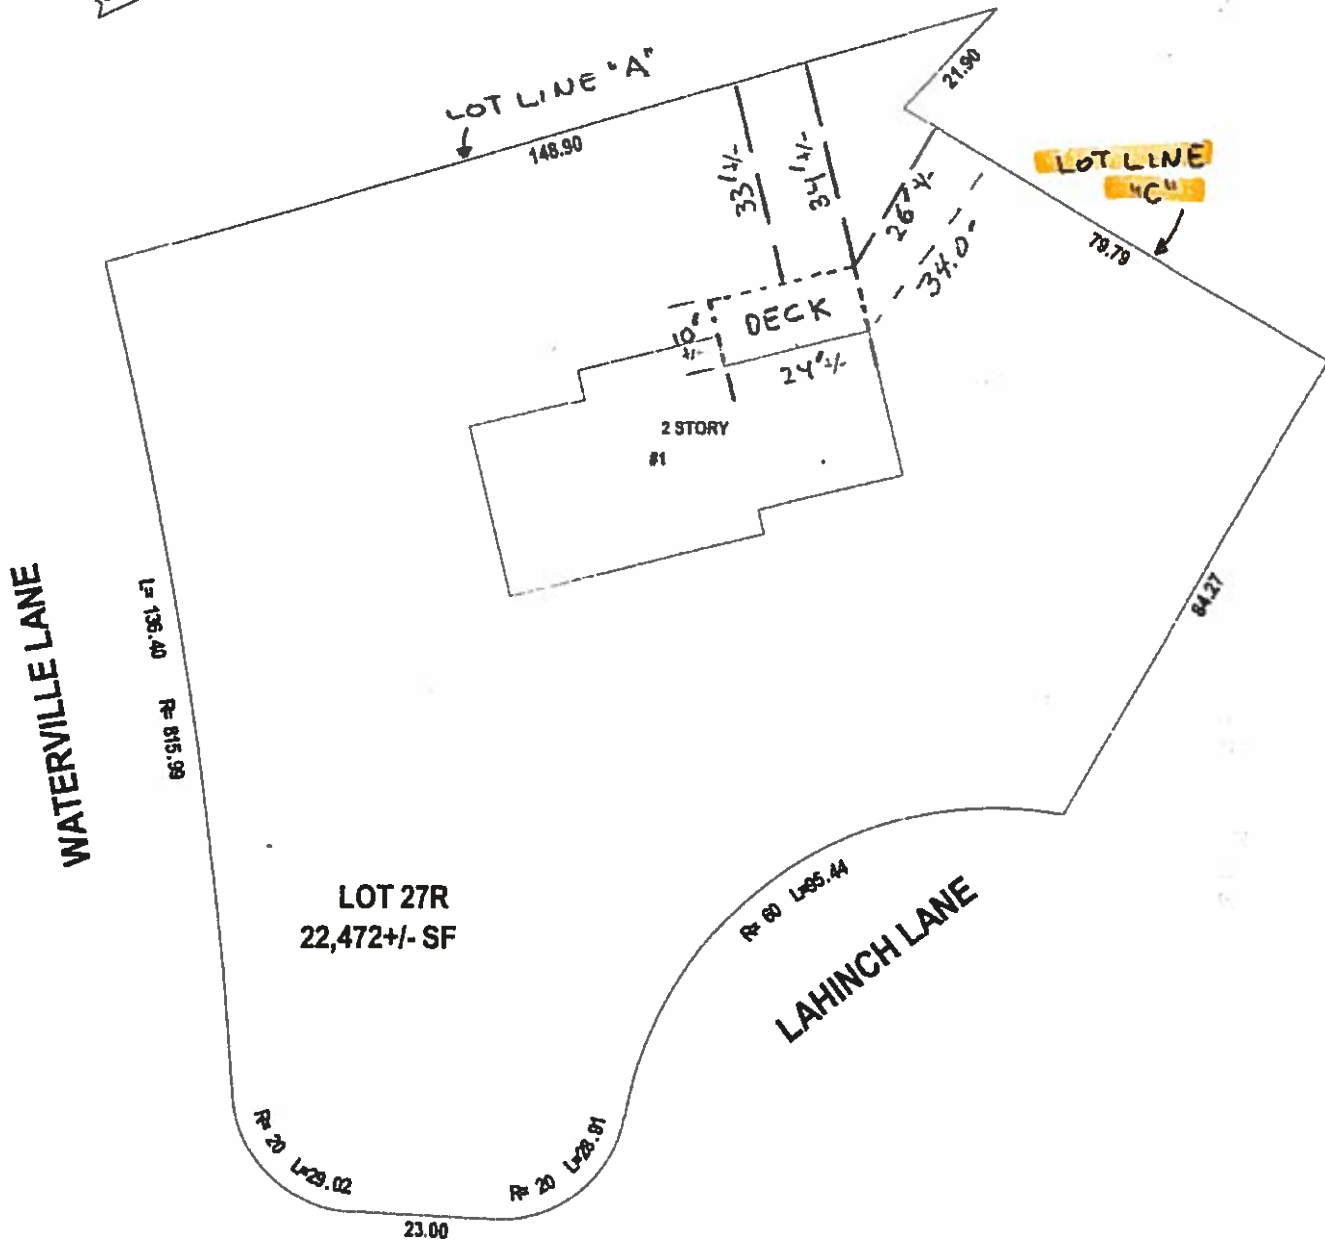 LOT LINE "A"
148.90
21.90
LOT LINE
"C"
79.79
33' +/-
34' +/-
26' +/-
34.0'
DECK
10'
+/-
24' +/-
2 STORY
#1
L= 136.40 R= 815.99
WATERVILLE LANE
64.27
LOT 27R
22,472+/- SF
R= 60 L=95.44
LAHINCH LANE
R= 20 L=29.02
R= 20 L=28.91
23.00